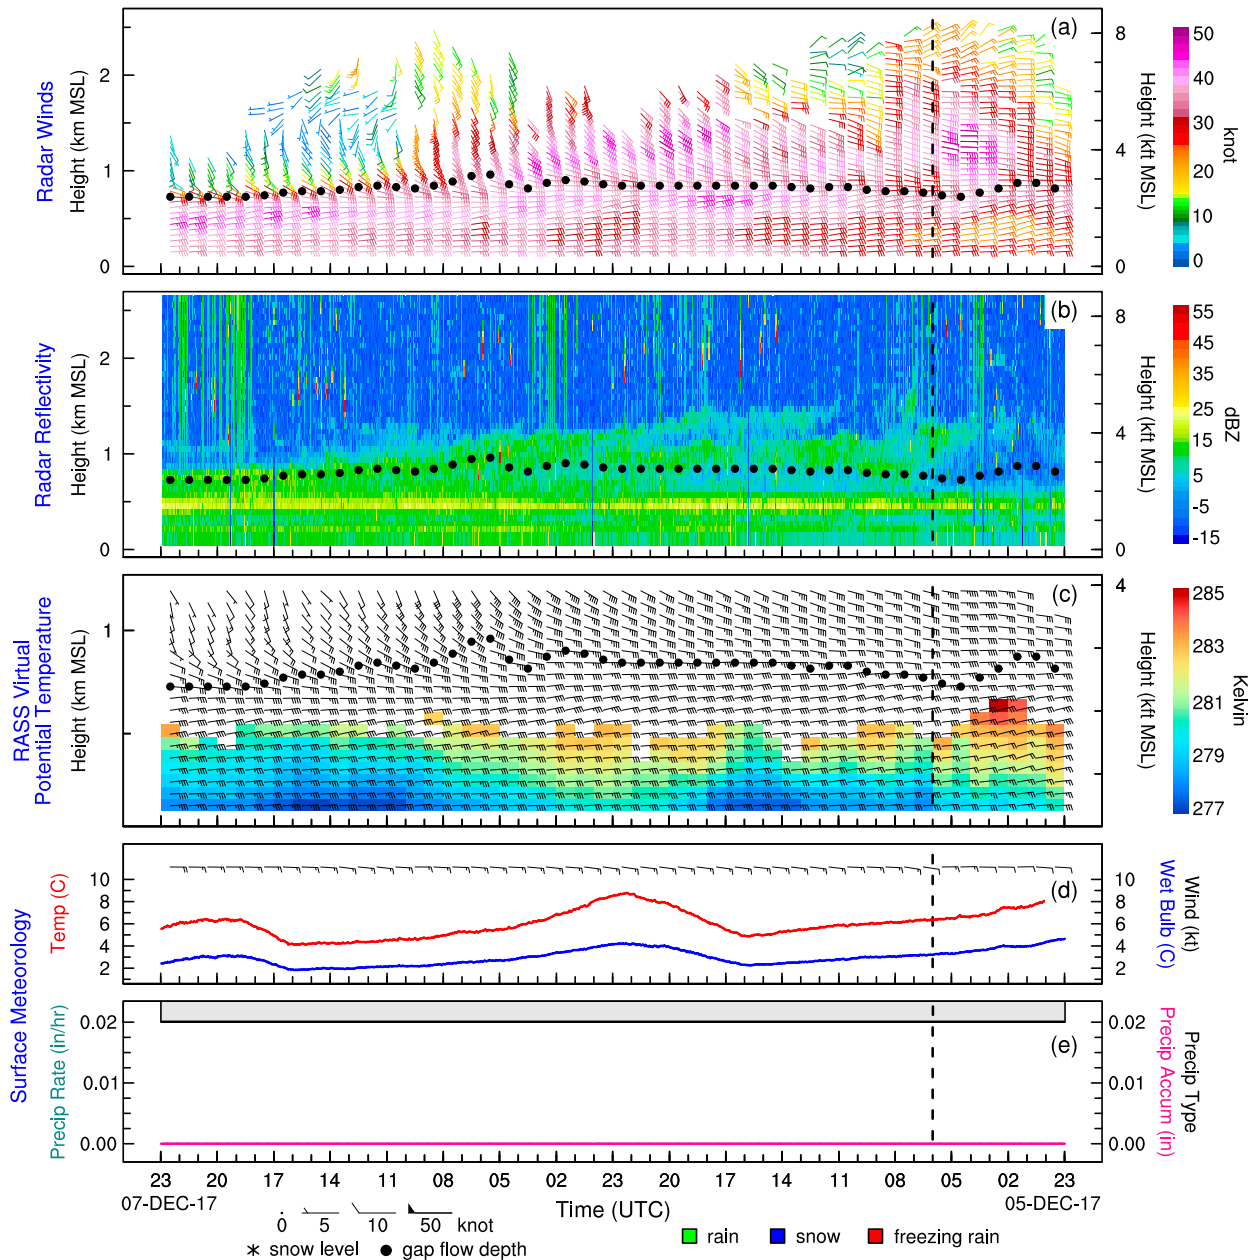 Radar Winds
Height (km MSL)
2
1
0
(a)
8
4
0
Height (kft MSL)
50
40
30
20
10
0
knot
Radar Reflectivity
Height (km MSL)
2
1
0
(b)
8
4
0
Height (kft MSL)
55
45
35
25
15
5
-5
-15
dBZ
RASS Virtual
Potential Temperature
Height (km MSL)
1
(c)
4
Height (kft MSL)
285
283
281
279
277
Kelvin
Surface Meteorology
Temp (C)
10
8
6
4
2
(d)
10
8
6
4
2
Wind (kt)
Wet Bulb (C)
Precip Rate (in/hr)
0.02
0.01
0.00
(e)
0.02
0.01
0.00
Precip Type
Precip Accum (in)
23 20 17 14 11 08 05 02 23 20 17 14 11 08 05 02 23
07-DEC-17 Time (UTC) 05-DEC-17
0 5 10 50 knot
snow level gap flow depth
rain snow freezing rain